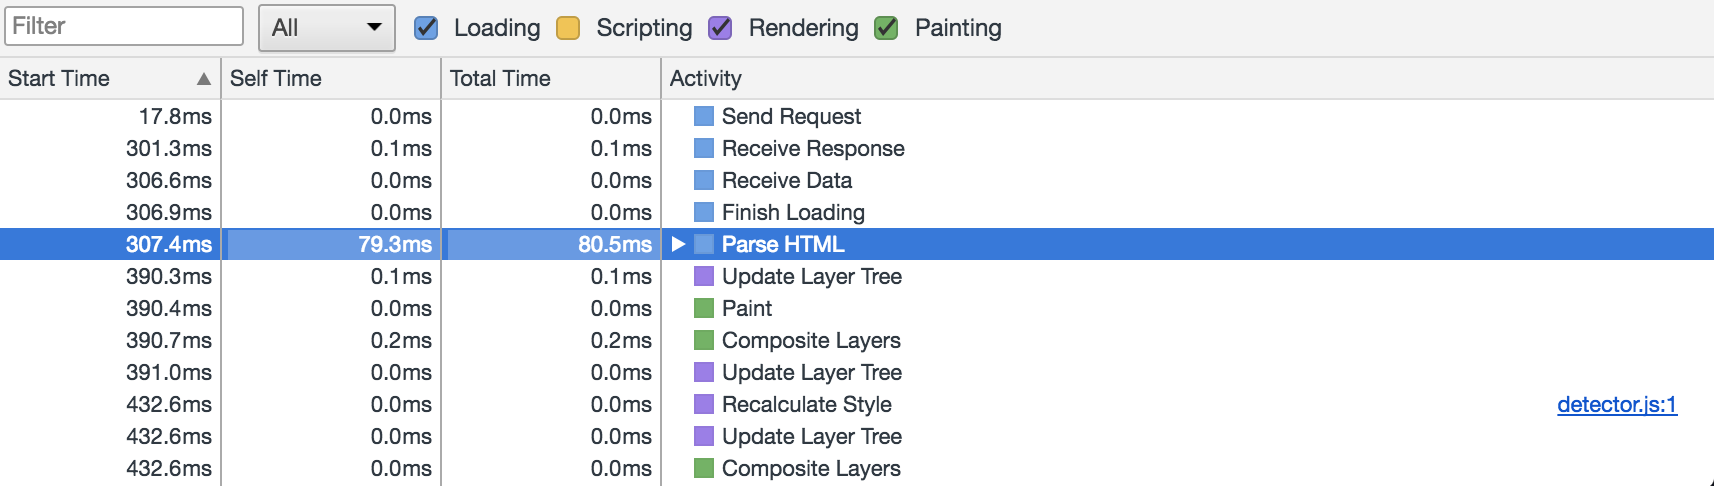 Filter All Loading Scripting Rendering Painting
Start Time Self Time Total Time Activity
17.8ms 0.0ms 0.0ms Send Request
301.3ms 0.1ms 0.1ms Receive Response
306.6ms 0.0ms 0.0ms Receive Data
306.9ms 0.0ms 0.0ms Finish Loading
307.4ms 79.3ms 80.5ms Parse HTML
390.3ms 0.1ms 0.1ms Update Layer Tree
390.4ms 0.0ms 0.0ms Paint
390.7ms 0.2ms 0.2ms Composite Layers
391.0ms 0.0ms 0.0ms Update Layer Tree
432.6ms 0.0ms 0.0ms Recalculate Style detector.js:1
432.6ms 0.0ms 0.0ms Update Layer Tree
432.6ms 0.0ms 0.0ms Composite Layers